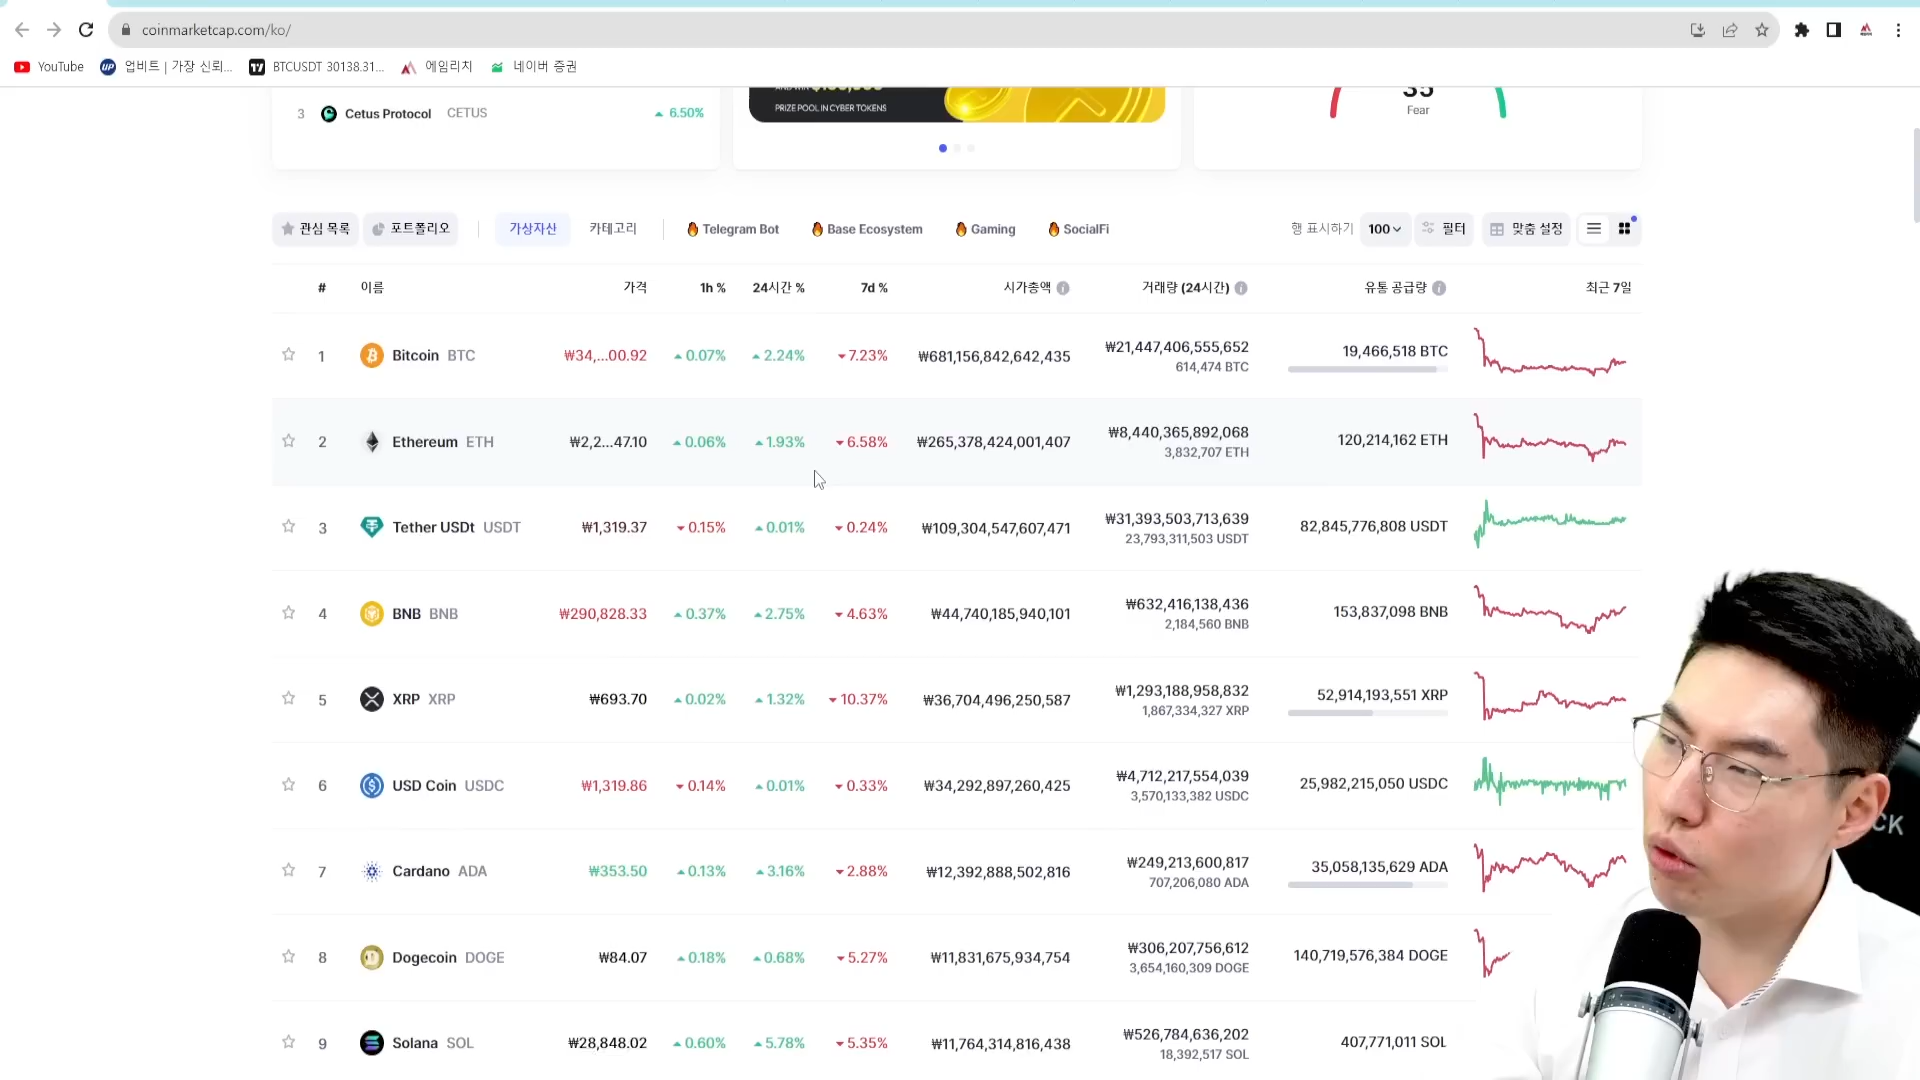 coinmarketcap.com/ko/
YouTube
업비트 | 가장 신뢰...
BTCUSDT 30138.31...
에임리치
네이버 증권
3 Cetus Protocol CETUS 6.50%
PRIZE POOL IN CYBER TOKENS
35
Fear
관심 목록
포트폴리오
가상자산
카테고리
Telegram Bot
Base Ecosystem
Gaming
SocialFi
행 표시하기 100
필터
맞춤 설정
# 이름 가격 1h % 24시간 % 7d % 시가총액 거래량 (24시간) 유통 공급량 최근 7일
1 Bitcoin BTC ₩34,...00.92 0.07% 2.24% 7.23% ₩681,156,842,642,435 ₩21,447,406,555,652 19,466,518 BTC
614,474 BTC
2 Ethereum ETH ₩2,2...47.10 0.06% 1.93% 6.58% ₩265,378,424,001,407 ₩8,440,365,892,068 120,214,162 ETH
3,832,707 ETH
3 Tether USDt USDT ₩1,319.37 0.15% 0.01% 0.24% ₩109,304,547,607,471 ₩31,393,503,713,639 82,845,776,808 USDT
23,793,311,503 USDT
4 BNB BNB ₩290,828.33 0.37% 2.75% 4.63% ₩44,740,185,940,101 ₩632,416,138,436 153,837,098 BNB
2,184,560 BNB
5 XRP XRP ₩693.70 0.02% 1.32% 10.37% ₩36,704,496,250,587 ₩1,293,188,958,832 52,914,193,551 XRP
1,867,334,327 XRP
6 USD Coin USDC ₩1,319.86 0.14% 0.01% 0.33% ₩34,292,897,260,425 ₩4,712,217,554,039 25,982,215,050 USDC
3,570,133,382 USDC
7 Cardano ADA ₩353.50 0.13% 3.16% 2.88% ₩12,392,888,502,816 ₩249,213,600,817 35,058,135,629 ADA
707,206,080 ADA
8 Dogecoin DOGE ₩84.07 0.18% 0.68% 5.27% ₩11,831,675,934,754 ₩306,207,756,612 140,719,576,384 DOGE
3,654,160,309 DOGE
9 Solana SOL ₩28,848.02 0.60% 5.78% 5.35% ₩11,764,314,816,438 ₩526,784,636,202 407,771,011 SOL
18,392,517 SOL